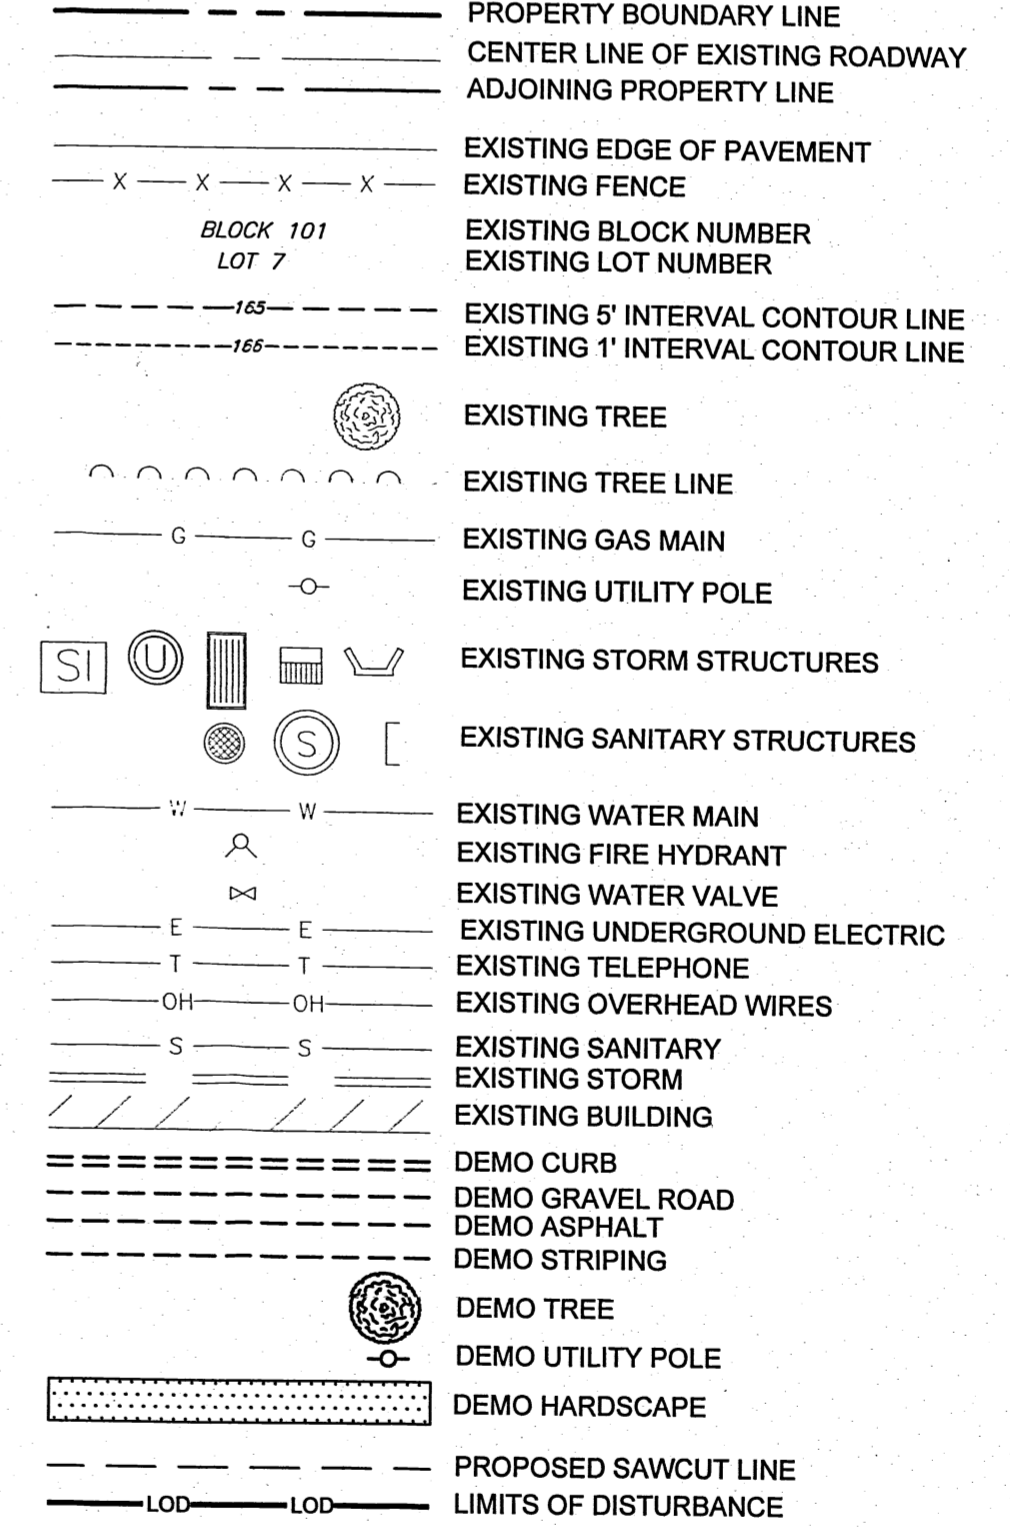 PROPERTY BOUNDARY LINE
CENTER LINE OF EXISTING ROADWAY
ADJOINING PROPERTY LINE
EXISTING EDGE OF PAVEMENT
X X X X EXISTING FENCE
BLOCK 101 EXISTING BLOCK NUMBER
LOT 7 EXISTING LOT NUMBER
165 EXISTING 5' INTERVAL CONTOUR LINE
166 EXISTING 1' INTERVAL CONTOUR LINE
EXISTING TREE
EXISTING TREE LINE
G G EXISTING GAS MAIN
EXISTING UTILITY POLE
SI U EXISTING STORM STRUCTURES
S EXISTING SANITARY STRUCTURES
W W EXISTING WATER MAIN
EXISTING FIRE HYDRANT
EXISTING WATER VALVE
E E EXISTING UNDERGROUND ELECTRIC
T T EXISTING TELEPHONE
OH OH EXISTING OVERHEAD WIRES
S S EXISTING SANITARY
EXISTING STORM
EXISTING BUILDING
DEMO CURB
DEMO GRAVEL ROAD
DEMO ASPHALT
DEMO STRIPING
DEMO TREE
DEMO UTILITY POLE
DEMO HARDSCAPE
PROPOSED SAWCUT LINE
LOD LOD LIMITS OF DISTURBANCE